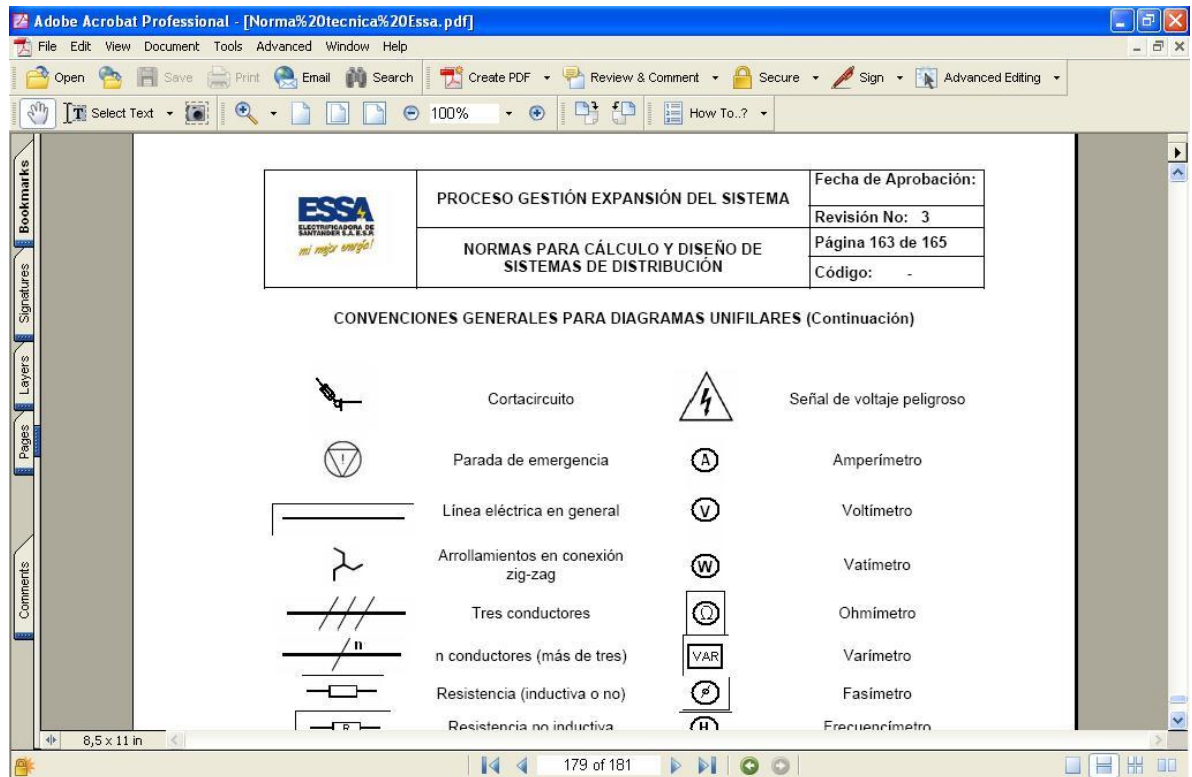 Adobe Acrobat Professional - [Norma%20tecnica%20Essa.pdf]
File Edit View Document Tools Advanced Window Help
Open Save Print Email Search Create PDF Review & Comment Secure Sign Advanced Editing
Select Text 100% How To..?
Bookmarks
Signatures
Layers
Pages
Comments
ESSA
ELECTRIFICADORA DE
SANTANDER S.A. E.S.P.
mi mejor energía!
PROCESO GESTIÓN EXPANSIÓN DEL SISTEMA
NORMAS PARA CÁLCULO Y DISEÑO DE
SISTEMAS DE DISTRIBUCIÓN
Fecha de Aprobación:
Revisión No: 3
Página 163 de 165
Código: -
CONVENCIONES GENERALES PARA DIAGRAMAS UNIFILARES (Continuación)
Cortacircuito Señal de voltaje peligroso
! Parada de emergencia A Amperímetro
Línea eléctrica en general V Voltímetro
Arrollamientos en conexión
zig-zag W Vatímetro
Tres conductores Ω Ohmímetro
n n conductores (más de tres) VAR Varímetro
Resistencia (inductiva o no) Fasímetro
R Resistencia no inductiva H Frecuencímetro
8,5 x 11 in
179 of 181